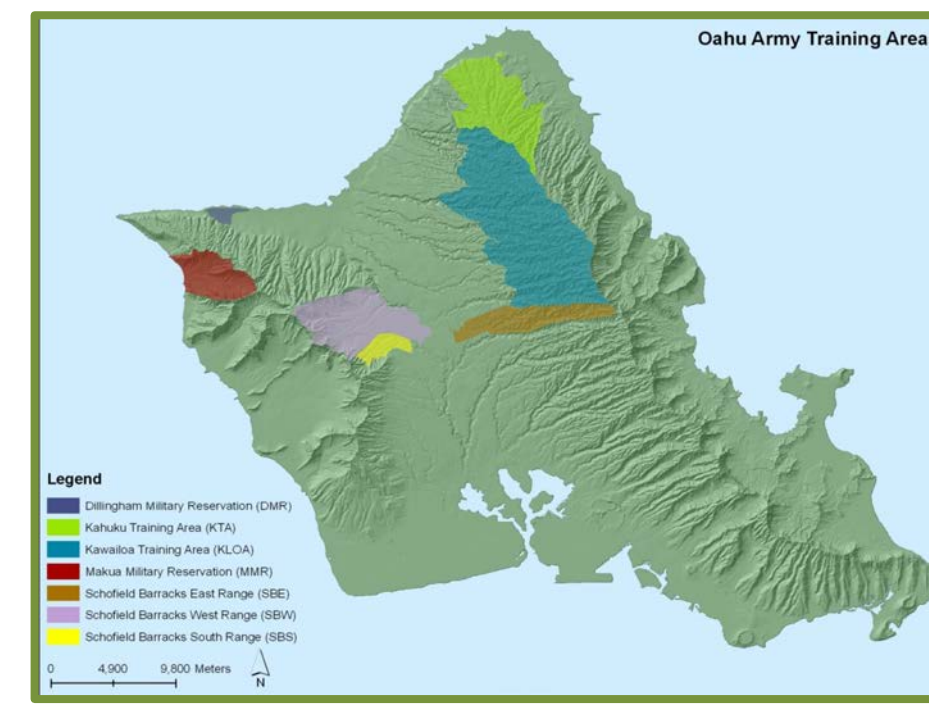 Oahu Army Training Area
Legend
Dillingham Military Reservation (DMR)
Kahuku Training Area (KTA)
Kawailoa Training Area (KLOA)
Makua Military Reservation (MMR)
Schofield Barracks East Range (SBE)
Schofield Barracks West Range (SBW)
Schofield Barracks South Range (SBS)
0 4,900 9,800 Meters
N